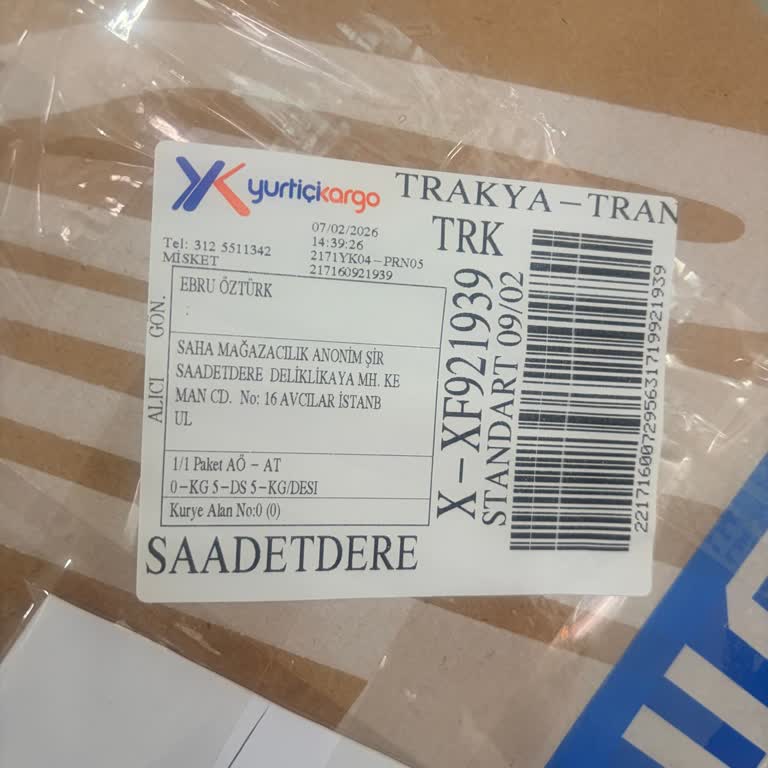 yurtiçikargo
TRAKYA-TRAN
TRK
07/02/2026
14:39:26
Tel: 312 5511342
2171YK04-PRN05
MİSKET
217160921939
GÖN.
EBRU ÖZTÜRK
:
ALICI
SAHA MAĞAZACILIK ANONİM ŞİR
SAADETDERE DELİKLİKAYA MH. KE
MAN CD. No: 16 AVCILAR İSTANB
UL
1/1 Paket AÖ - AT
0-KG 5-DS 5-KG/DESI
Kurye Alan No:0 (0)
SAADETDERE
X-XF921939
STANDART 09/02
22171600729563171992​1939